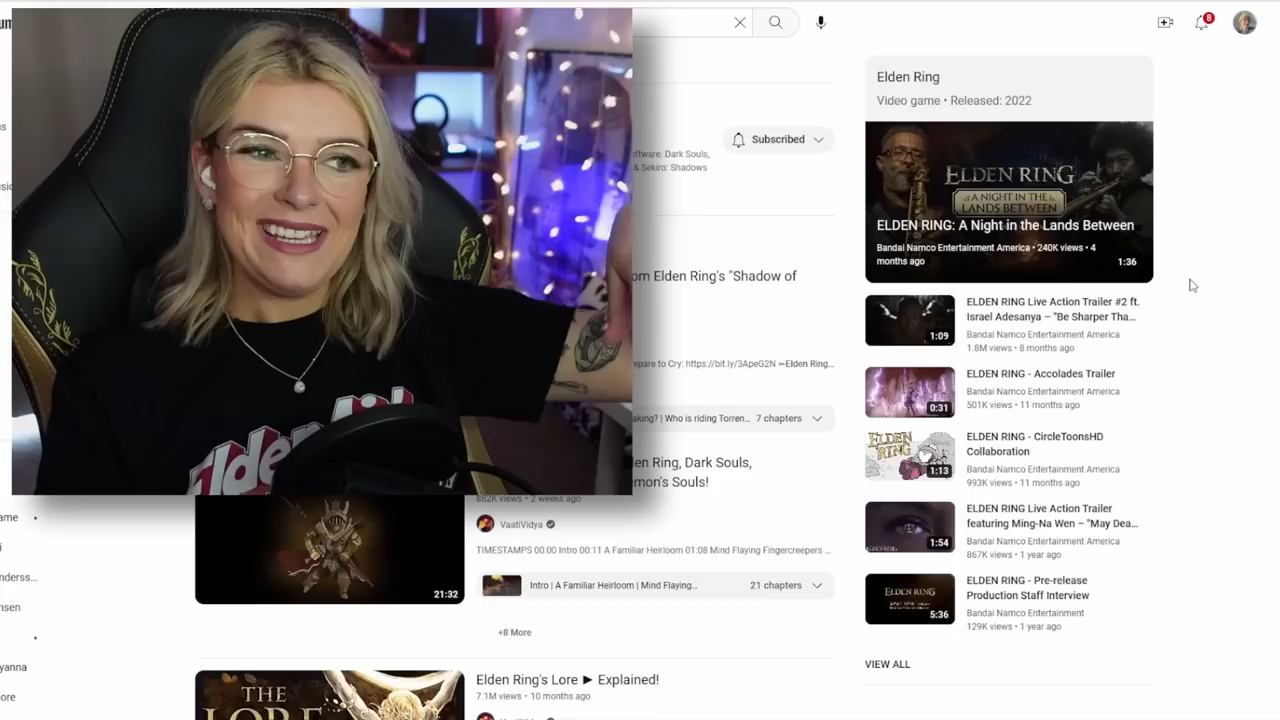 8
Elden Ring
Video game • Released: 2022
ELDEN RING
A NIGHT IN THE
LANDS BETWEEN
ELDEN RING: A Night in the Lands Between
Bandai Namco Entertainment America • 240K views • 4
months ago
1:36
ELDEN RING Live Action Trailer #2 ft.
Israel Adesanya – "Be Sharper Tha...
Bandai Namco Entertainment America
1.8M views • 8 months ago
1:09
ELDEN RING - Accolades Trailer
Bandai Namco Entertainment America
501K views • 11 months ago
0:31
ELDEN RING - CircleToonsHD
Collaboration
Bandai Namco Entertainment America
993K views • 11 months ago
ELDEN
RING
1:13
ELDEN RING Live Action Trailer
featuring Ming-Na Wen – "May Dea...
Bandai Namco Entertainment America
867K views • 1 year ago
1:54
ELDEN RING - Pre-release
Production Staff Interview
Bandai Namco Entertainment
129K views • 1 year ago
ELDEN RING
5:36
VIEW ALL
Subscribed
ftware. Dark Souls,
& Sekiro: Shadows
om Elden Ring's "Shadow of
epare to Cry: https://bit.ly/3ApeG2N ➳Elden Ring...
aking? | Who is riding Torren... 7 chapters
en Ring, Dark Souls,
emon's Souls!
882K views • 2 weeks ago
VaatiVidya
TIMESTAMPS 00:00 Intro 00:11 A Familiar Heirloom 01:08 Mind Flaying Fingercreepers ...
Intro | A Familiar Heirloom | Mind Flaying... 21 chapters
21:32
+8 More
Elden Ring's Lore ► Explained!
7.1M views • 10 months ago
THE
LORE
ame
i
nderss...
nsen
yanna
ore